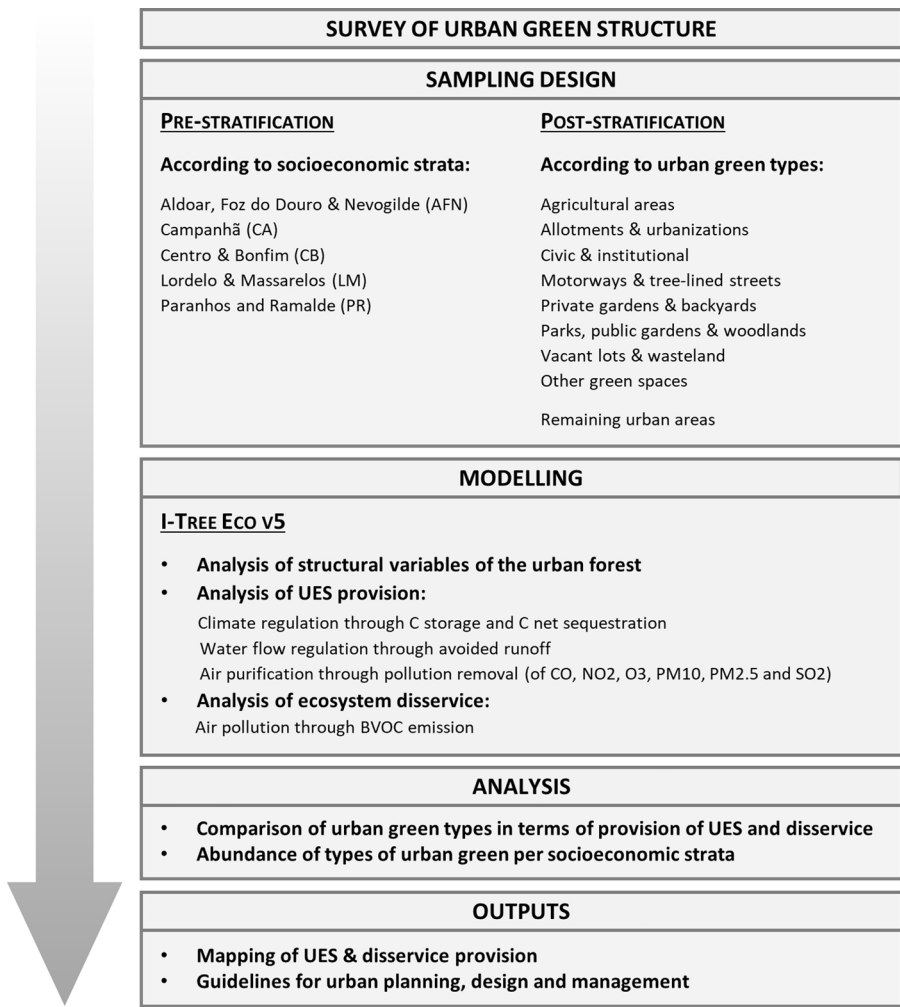 SURVEY OF URBAN GREEN STRUCTURE
SAMPLING DESIGN
PRE-STRATIFICATION
According to socioeconomic strata:
Aldoar, Foz do Douro & Nevogilde (AFN)
Campanhã (CA)
Centro & Bonfim (CB)
Lordelo & Massarelos (LM)
Paranhos and Ramalde (PR)
POST-STRATIFICATION
According to urban green types:
Agricultural areas
Allotments & urbanizations
Civic & institutional
Motorways & tree-lined streets
Private gardens & backyards
Parks, public gardens & woodlands
Vacant lots & wasteland
Other green spaces
Remaining urban areas
MODELLING
I-TREE ECO V5
• Analysis of structural variables of the urban forest
• Analysis of UES provision:
Climate regulation through C storage and C net sequestration
Water flow regulation through avoided runoff
Air purification through pollution removal (of CO, NO2, O3, PM10, PM2.5 and SO2)
• Analysis of ecosystem disservice:
Air pollution through BVOC emission
ANALYSIS
• Comparison of urban green types in terms of provision of UES and disservice
• Abundance of types of urban green per socioeconomic strata
OUTPUTS
• Mapping of UES & disservice provision
• Guidelines for urban planning, design and management